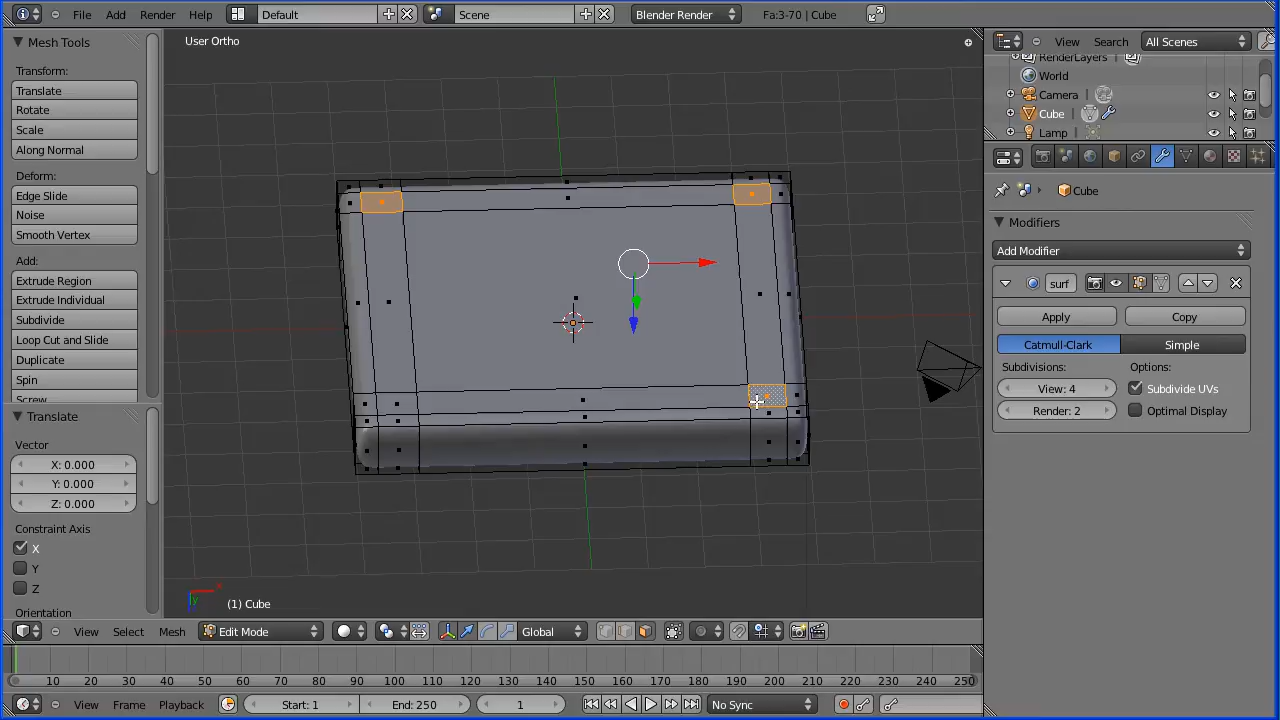 File Add Render Help Default Scene Blender Render Fa:3-70 | Cube
Mesh Tools
Transform:
Translate
Rotate
Scale
Along Normal
Deform:
Edge Slide
Noise
Smooth Vertex
Add:
Extrude Region
Extrude Individual
Subdivide
Loop Cut and Slide
Duplicate
Spin
Screw
Translate
Vector
X: 0.000
Y: 0.000
Z: 0.000
Constraint Axis
X
Y
Z
Orientation
User Ortho
y
x
(1) Cube
View Select Mesh Edit Mode Global
10 20 30 40 50 60 70 80 90 100 110 120 130 140 150 160 170 180 190 200 210 220 230 240 250
View Frame Playback Start: 1 End: 250 1 No Sync
View Search All Scenes
RenderLayers
World
Camera
Cube
Lamp
Cube
Modifiers
Add Modifier
surf
Apply Copy
Catmull-Clark Simple
Subdivisions: Options:
View: 4 Subdivide UVs
Render: 2 Optimal Display